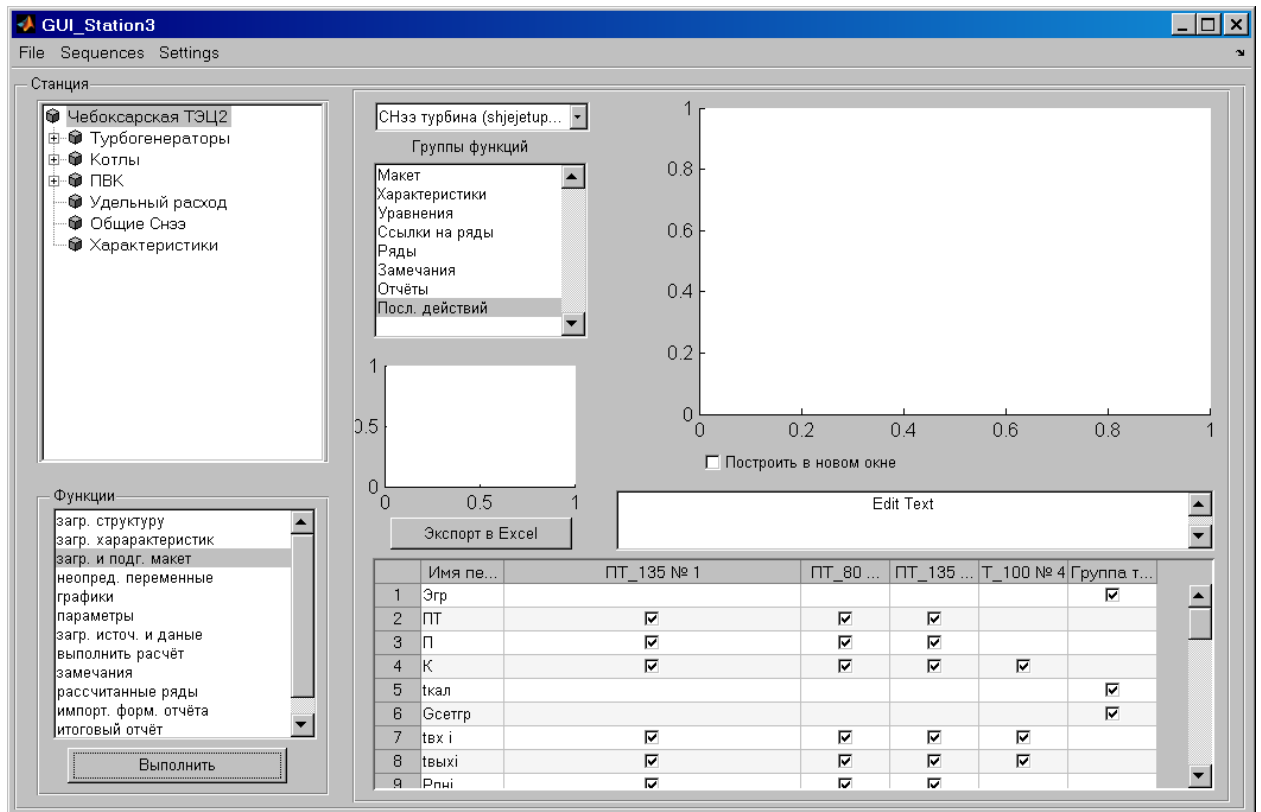 GUI_Station3
File Sequences Settings
Станция
Чебоксарская ТЭЦ2
Турбогенераторы
Котлы
ПВК
Удельный расход
Общие Снээ
Характеристики
Функции
загр. структуру
загр. харарактеристик
загр. и подг. макет
неопред. переменные
графики
параметры
загр. источ. и даные
выполнить расчёт
замечания
рассчитанные ряды
импорт. форм. отчёта
итоговый отчёт
Выполнить
СНээ турбина (shjejetup...
Группы функций
Макет
Характеристики
Уравнения
Ссылки на ряды
Ряды
Замечания
Отчёты
Посл. действий
1
0.5
0
0 0.5 1
Экспорт в Excel
1
0.8
0.6
0.4
0.2
0
0 0.2 0.4 0.6 0.8 1
Построить в новом окне
Edit Text
Имя пе... ПТ_135 № 1 ПТ_80 ... ПТ_135 ... Т_100 № 4 Группа т...
1 Эгр
2 ПТ
3 П
4 К
5 tкал
6 Gсетгр
7 tвх i
8 tвыхi
9 Рпнi